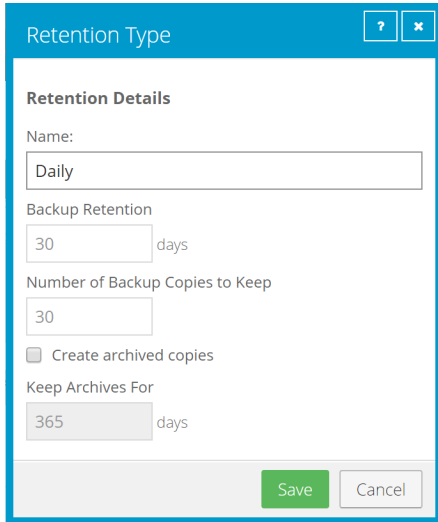 Retention Type
? ×
Retention Details
Name:
Daily
Backup Retention
30 days
Number of Backup Copies to Keep
30
Create archived copies
Keep Archives For
365 days
Save Cancel